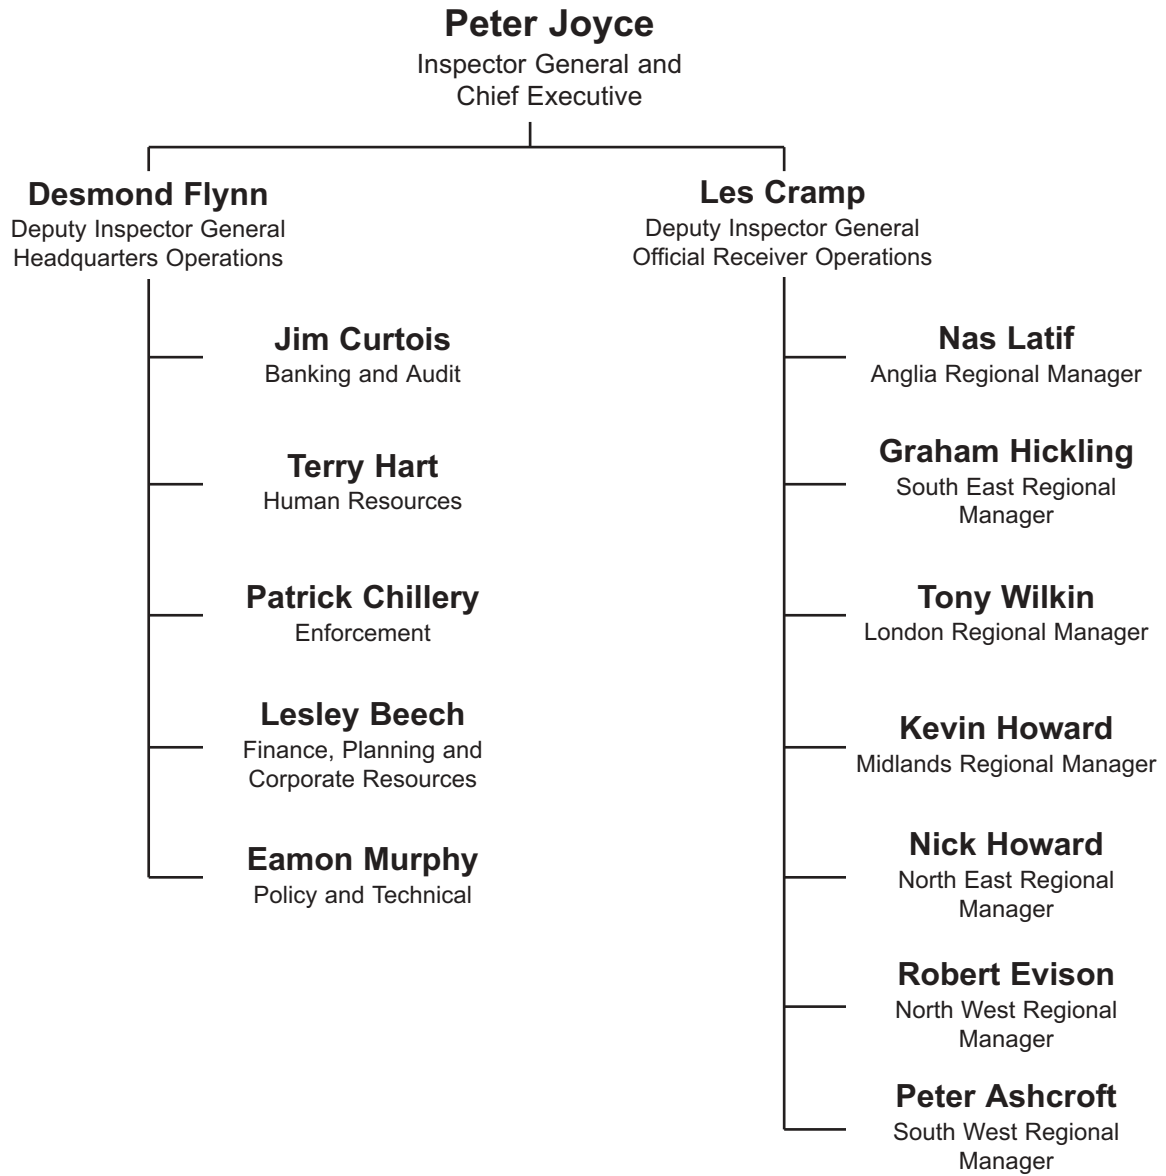 Peter Joyce
Inspector General and
Chief Executive
Desmond Flynn
Deputy Inspector General
Headquarters Operations
Jim Curtois
Banking and Audit
Terry Hart
Human Resources
Patrick Chillery
Enforcement
Lesley Beech
Finance, Planning and
Corporate Resources
Eamon Murphy
Policy and Technical
Les Cramp
Deputy Inspector General
Official Receiver Operations
Nas Latif
Anglia Regional Manager
Graham Hickling
South East Regional
Manager
Tony Wilkin
London Regional Manager
Kevin Howard
Midlands Regional Manager
Nick Howard
North East Regional
Manager
Robert Evison
North West Regional
Manager
Peter Ashcroft
South West Regional
Manager